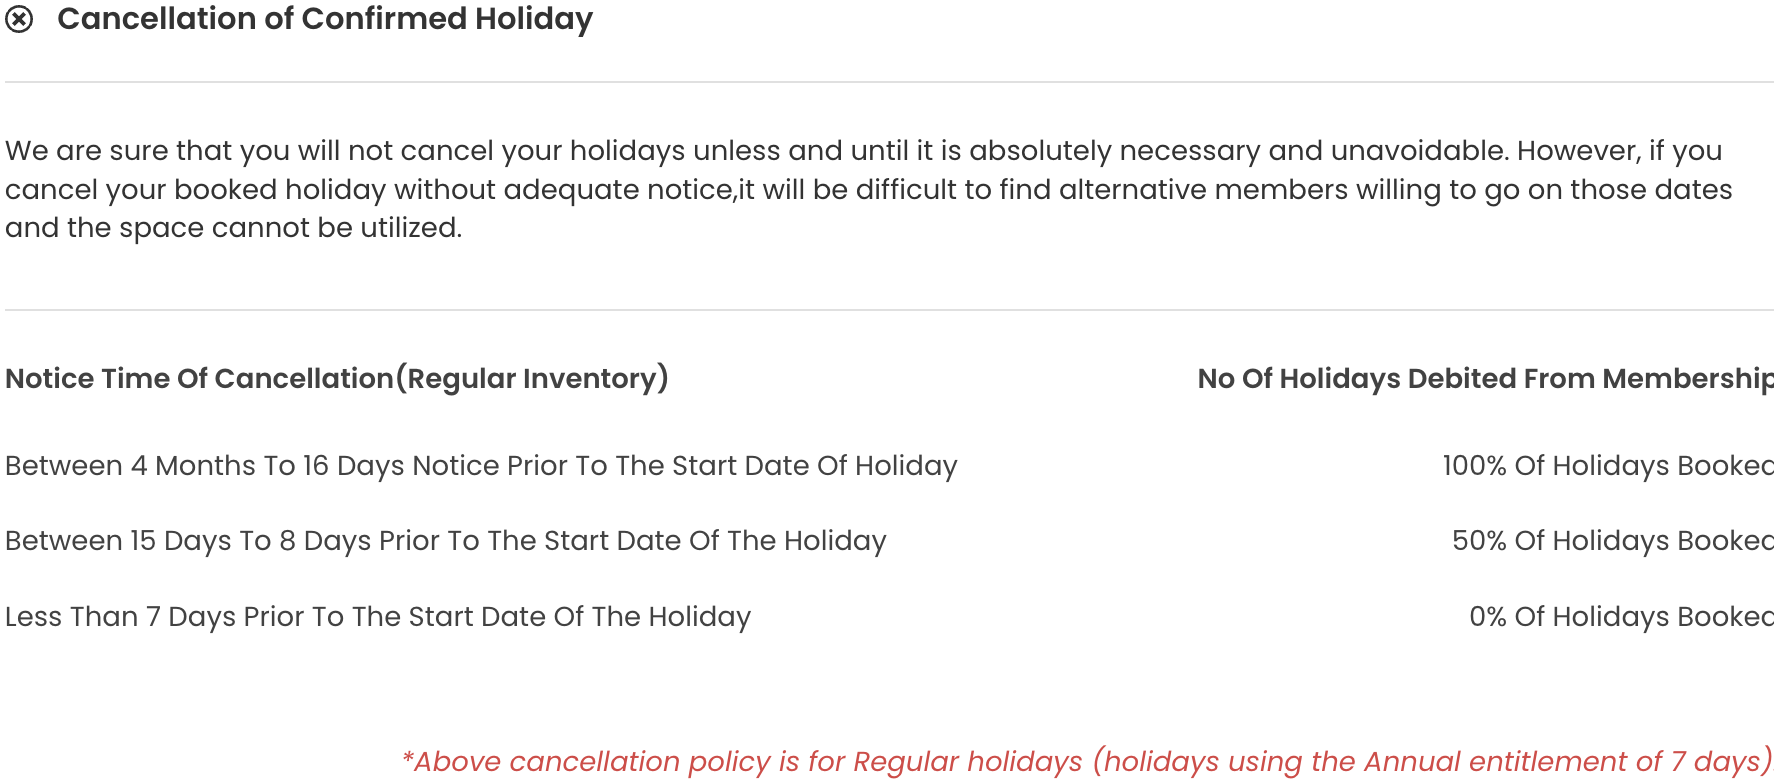 Cancellation of Confirmed Holiday
We are sure that you will not cancel your holidays unless and until it is absolutely necessary and unavoidable. However, if you
cancel your booked holiday without adequate notice,it will be difficult to find alternative members willing to go on those dates
and the space cannot be utilized.
Notice Time Of Cancellation(Regular Inventory) No Of Holidays Debited From Membership
Between 4 Months To 16 Days Notice Prior To The Start Date Of Holiday 100% Of Holidays Booked
Between 15 Days To 8 Days Prior To The Start Date Of The Holiday 50% Of Holidays Booked
Less Than 7 Days Prior To The Start Date Of The Holiday 0% Of Holidays Booked
*Above cancellation policy is for Regular holidays (holidays using the Annual entitlement of 7 days)